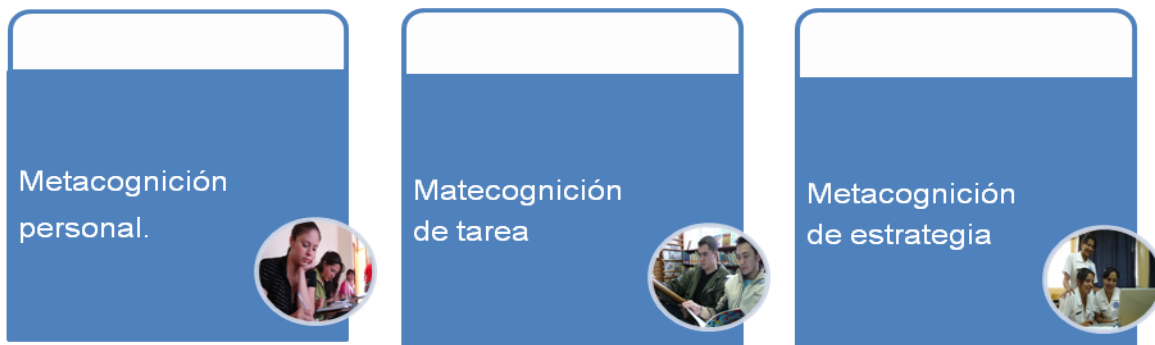 Metacognición
personal.
Matecognición
de tarea
Metacognición
de estrategia